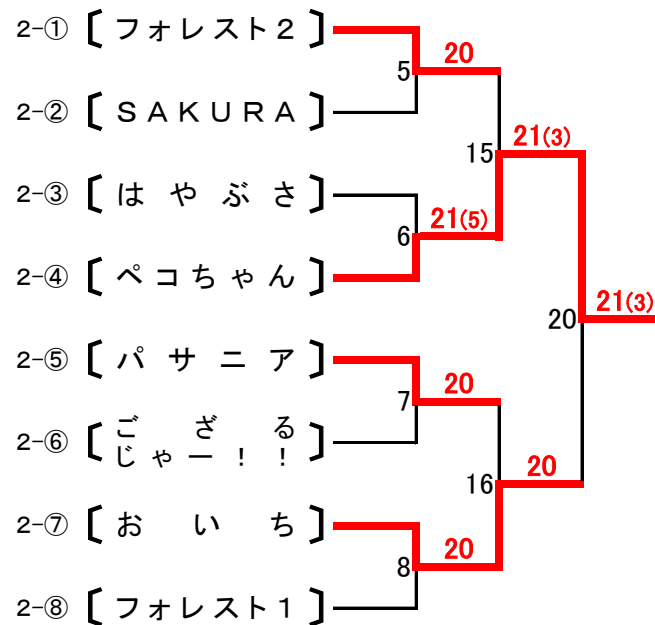 2-① 〔 フォレスト2 〕
20
5
2-② 〔 SAKURA 〕
21(3)
15
2-③ 〔 はやぶさ 〕
21(5)
6
2-④ 〔 ペコちゃん 〕
21(3)
20
2-⑤ 〔 パサニア 〕
20
7
2-⑥ 〔 ござる
じゃー!! 〕
20
16
2-⑦ 〔 おいち 〕
20
8
2-⑧ 〔 フォレスト1 〕